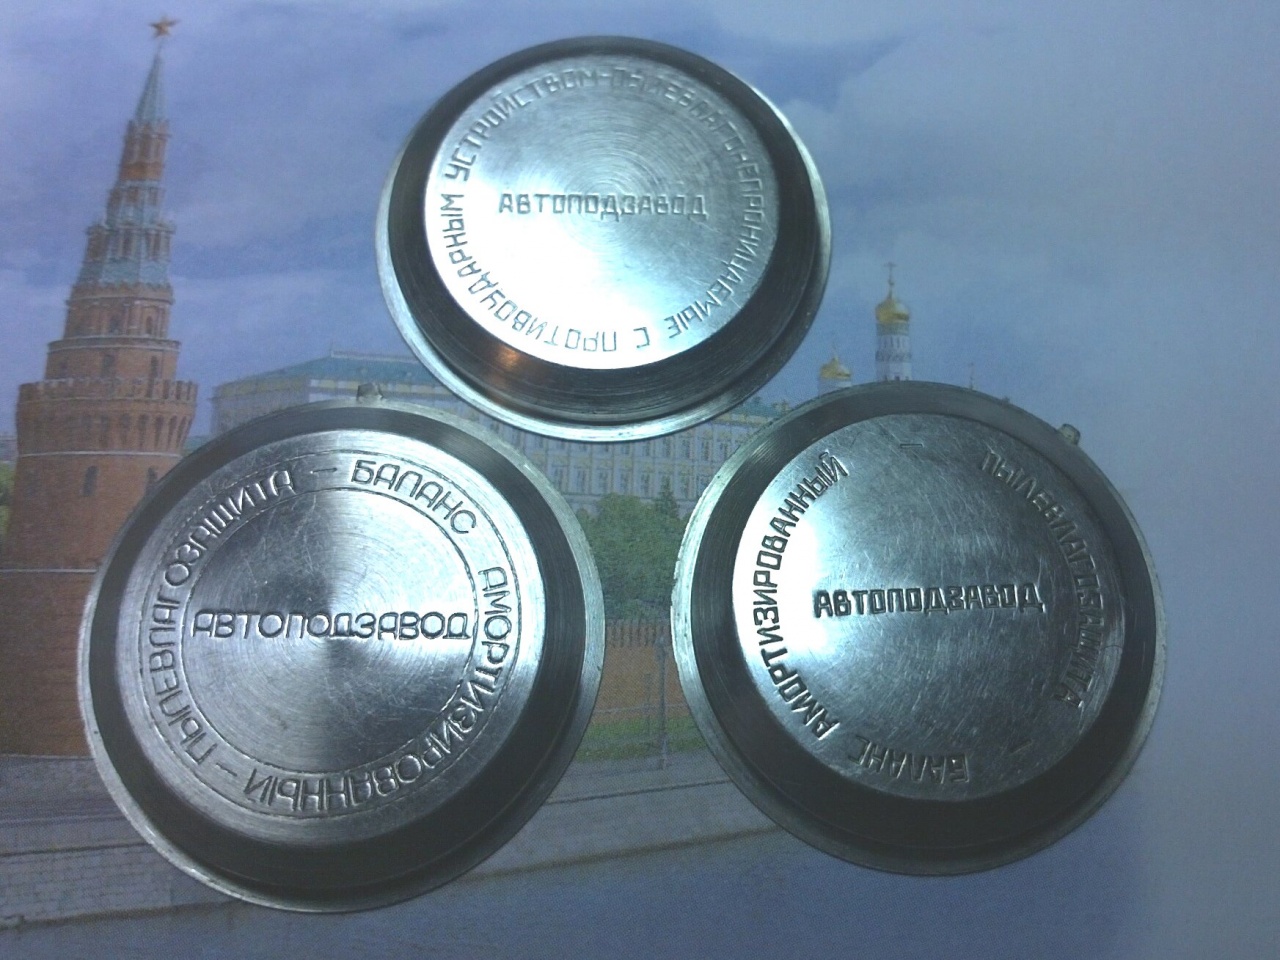 С ПРОТИВОУДАРНЫМ УСТРОЙСТВОМ-ПЫЛЕВЛАГОНЕПРОНИЦАЕМЫЕ
АВТОПОДЗАВОД
ПЫЛЕВЛАГОЗАЩИТА – БАЛАНС АМОРТИЗИРОВАННЫЙ –
АВТОПОДЗАВОД
БАЛАНС АМОРТИЗИРОВАННЫЙ – ПЫЛЕВЛАГОЗАЩИТА –
АВТОПОДЗАВОД